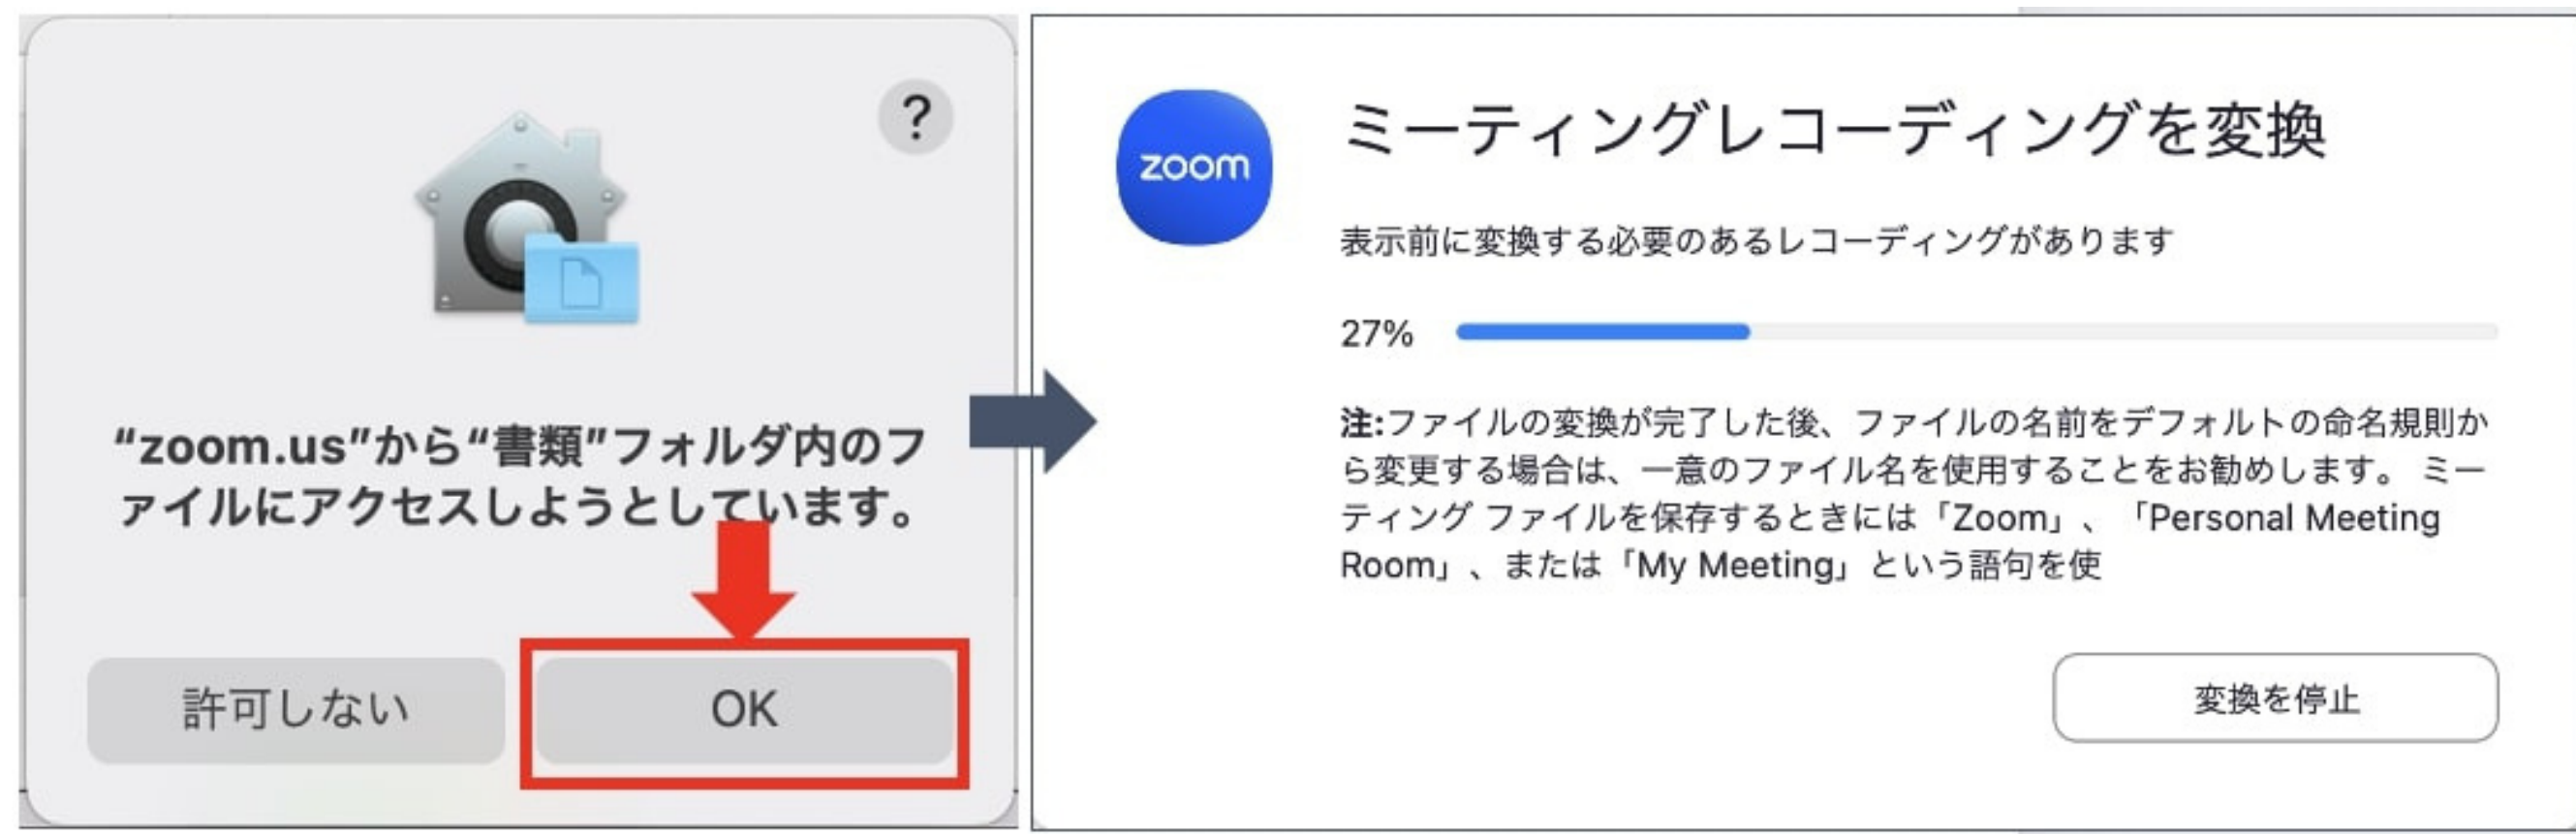 ?
“zoom.us”から“書類”フォルダ内のフ
ァイルにアクセスしようとしています。
許可しない
OK
zoom
ミーティングレコーディングを変換
表示前に変換する必要のあるレコーディングがあります
27%
注:ファイルの変換が完了した後、ファイルの名前をデフォルトの命名規則か
ら変更する場合は、一意のファイル名を使用することをお勧めします。 ミー
ティング ファイルを保存するときには「Zoom」、「Personal Meeting
Room」、または「My Meeting」という語句を使
変換を停止